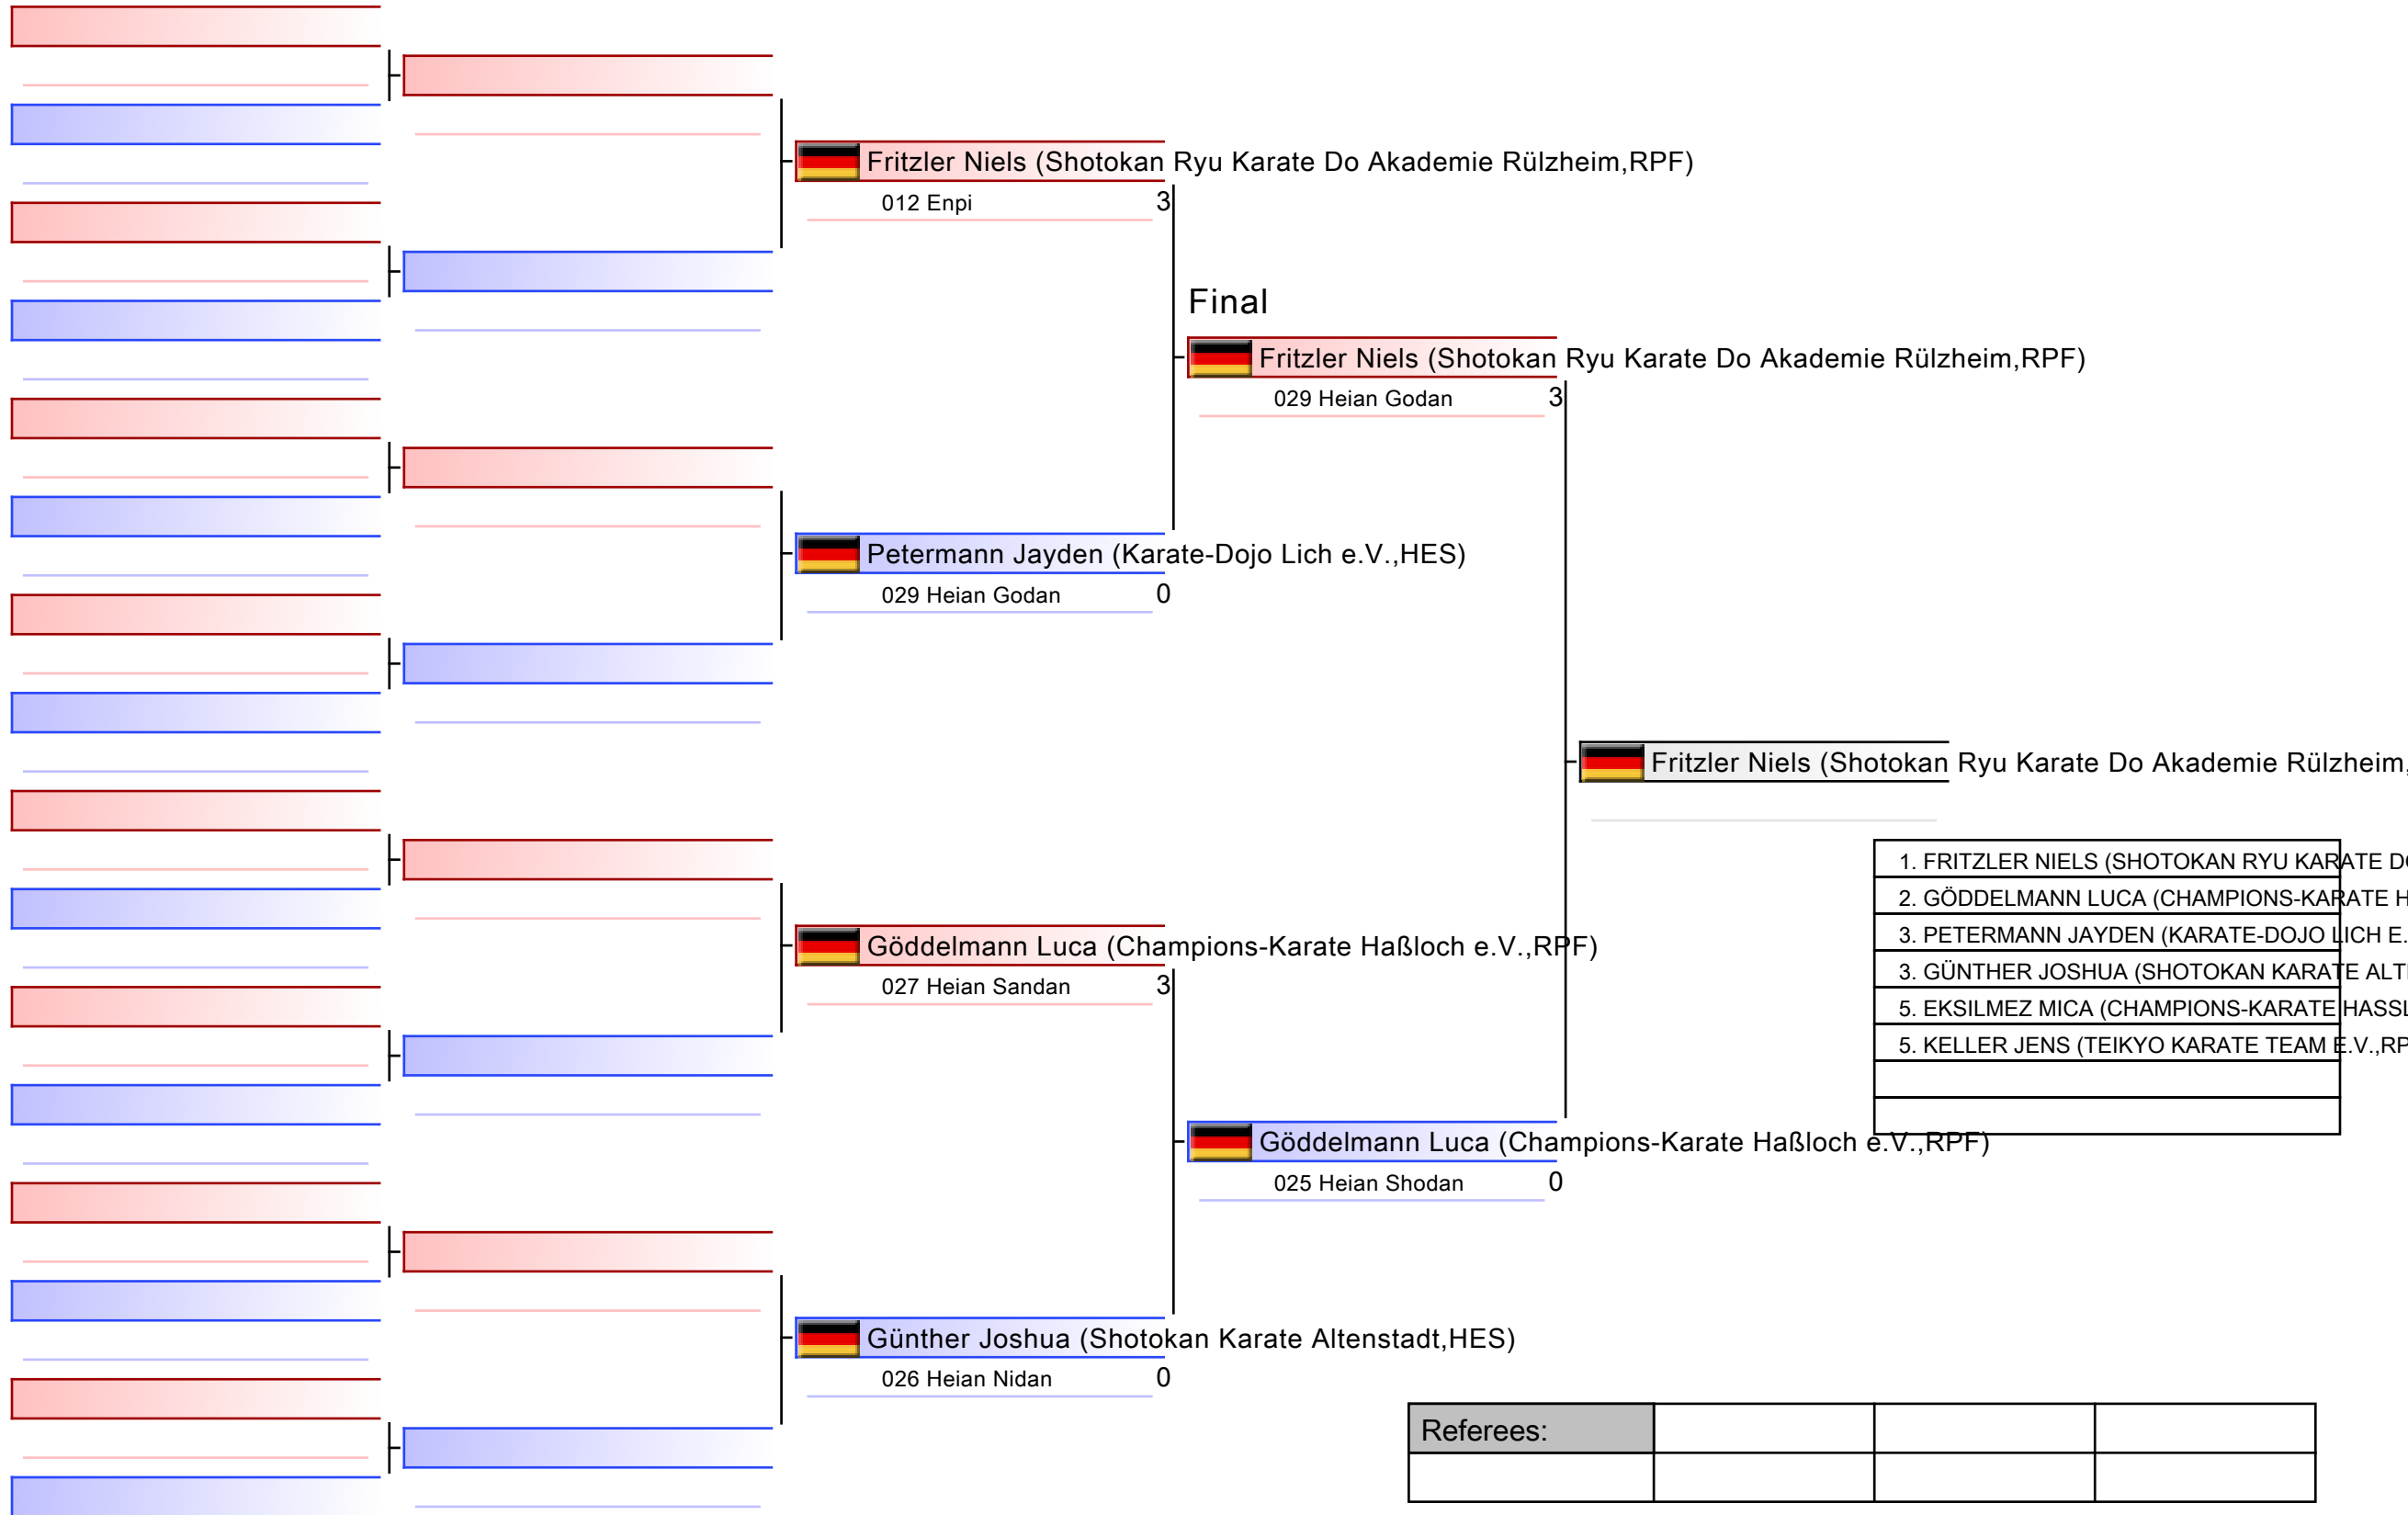 Fritzler Niels (Shotokan Ryu Karate Do Akademie Rülzheim,RPF)
012 Enpi 3
Final
Fritzler Niels (Shotokan Ryu Karate Do Akademie Rülzheim,RPF)
029 Heian Godan 3
Petermann Jayden (Karate-Dojo Lich e.V.,HES)
029 Heian Godan 0
Fritzler Niels (Shotokan Ryu Karate Do Akademie Rülzheim,
1. FRITZLER NIELS (SHOTOKAN RYU KARATE DO
2. GÖDDELMANN LUCA (CHAMPIONS-KARATE H
3. PETERMANN JAYDEN (KARATE-DOJO LICH E.
3. GÜNTHER JOSHUA (SHOTOKAN KARATE ALT
5. EKSILMEZ MICA (CHAMPIONS-KARATE HASSL
5. KELLER JENS (TEIKYO KARATE TEAM E.V.,RP
Göddelmann Luca (Champions-Karate Haßloch e.V.,RPF)
027 Heian Sandan 3
Göddelmann Luca (Champions-Karate Haßloch e.V.,RPF)
025 Heian Shodan 0
Günther Joshua (Shotokan Karate Altenstadt,HES)
026 Heian Nidan 0
Referees: